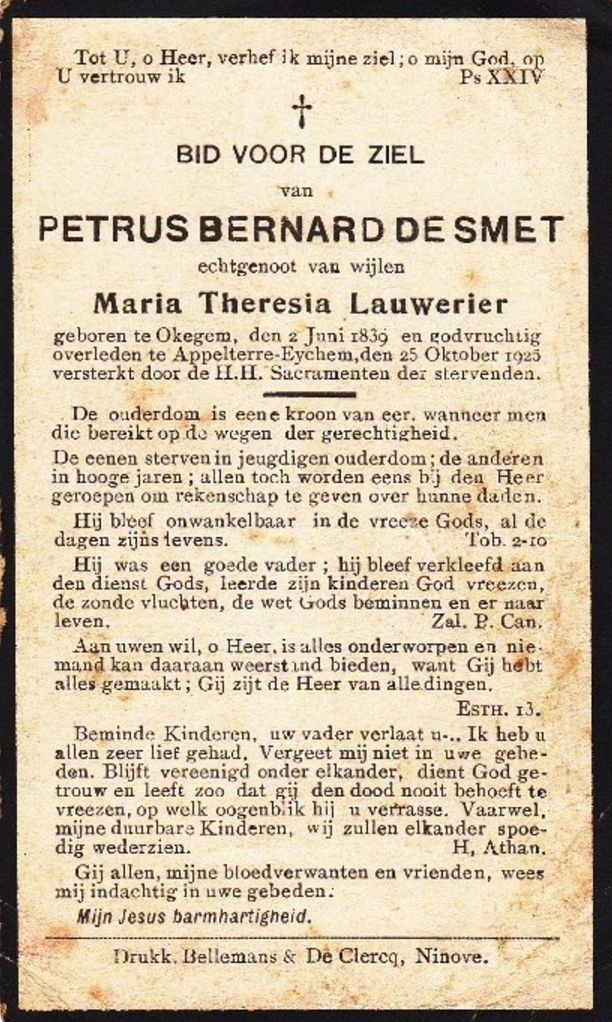 Tot U, o Heer, verhef ik mijne ziel; o mijn God, op
U vertrouw ik Ps XXIV
BID VOOR DE ZIEL
van
PETRUS BERNARD DE SMET
echtgenoot van wijlen
Maria Theresia Lauwerier
geboren te Okegem, den 2 Juni 1839 en godvruchtig
overleden te Appelterre-Eychem, den 25 Oktober 1925
versterkt door de H.H. Sacramenten der stervenden.
De ouderdom is eene kroon van eer, wanneer men
die bereikt op de wegen der gerechtigheid.
De eenen sterven in jeugdigen ouderdom; de anderen
in hooge jaren; allen toch worden eens bij den Heer
geroepen om rekenschap te geven over hunne daden.
Hij bleef onwankelbaar in de vreeze Gods, al de
dagen zijns levens. Tob. 2-10
Hij was een goede vader; hij bleef verkleefd aan
den dienst Gods, leerde zijn kinderen God vreezen,
de zonde vluchten, de wet Gods beminnen en er naar
leven. Zal. P. Can.
Aan uwen wil, o Heer, is alles onderworpen en nie-
mand kan daaraan weerstand bieden, want Gij hebt
alles gemaakt; Gij zijt de Heer van alle dingen.
ESTH. 13.
Beminde Kinderen, uw vader verlaat u-.. Ik heb u
allen zeer lief gehad. Vergeet mij niet in uwe gebe-
den. Blijft vereenigd onder elkander, dient God ge-
trouw en leeft zoo dat gij den dood nooit behoeft te
vreezen, op welk oogenblik hij u verrasse. Vaarwel,
mijne duurbare Kinderen, wij zullen elkander spoe-
dig wederzien. H, Athan.
Gij allen, mijne bloedverwanten en vrienden, wees
mij indachtig in uwe gebeden.
Mijn Jesus barmhartigheid.
Drukk. Bellemans & De Clercq, Ninove.